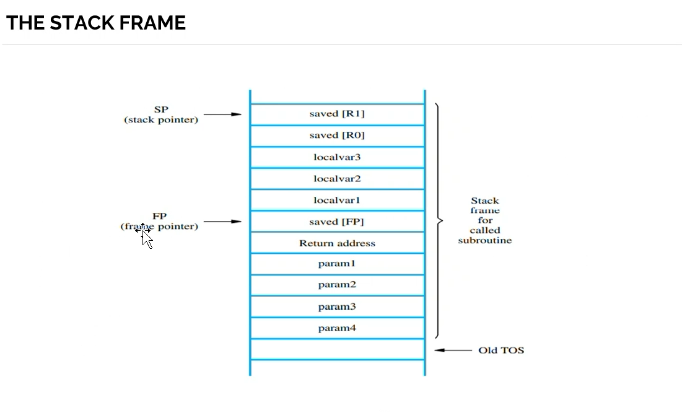 THE STACK FRAME
SP
(stack pointer)
saved [R1]
saved [R0]
localvar3
localvar2
localvar1
FP
(frame pointer)
saved [FP]
Return address
param1
param2
param3
param4
Stack
frame
for
called
subroutine
Old TOS